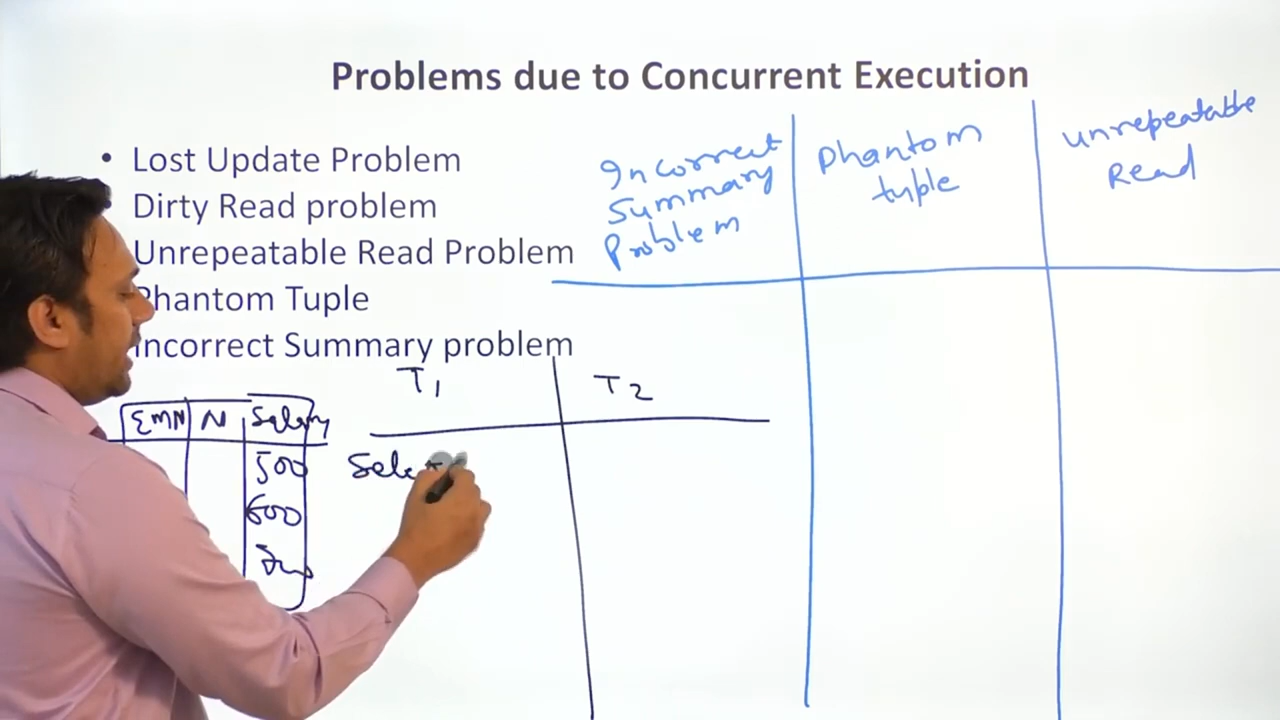 Problems due to Concurrent Execution
• Lost Update Problem
Dirty Read problem
Unrepeatable Read Problem
Phantom Tuple
Incorrect Summary problem
Incorrect
Summary
Problem
Phantom
tuple
unrepeatable
Read
T1
T2
N Salary
500
600